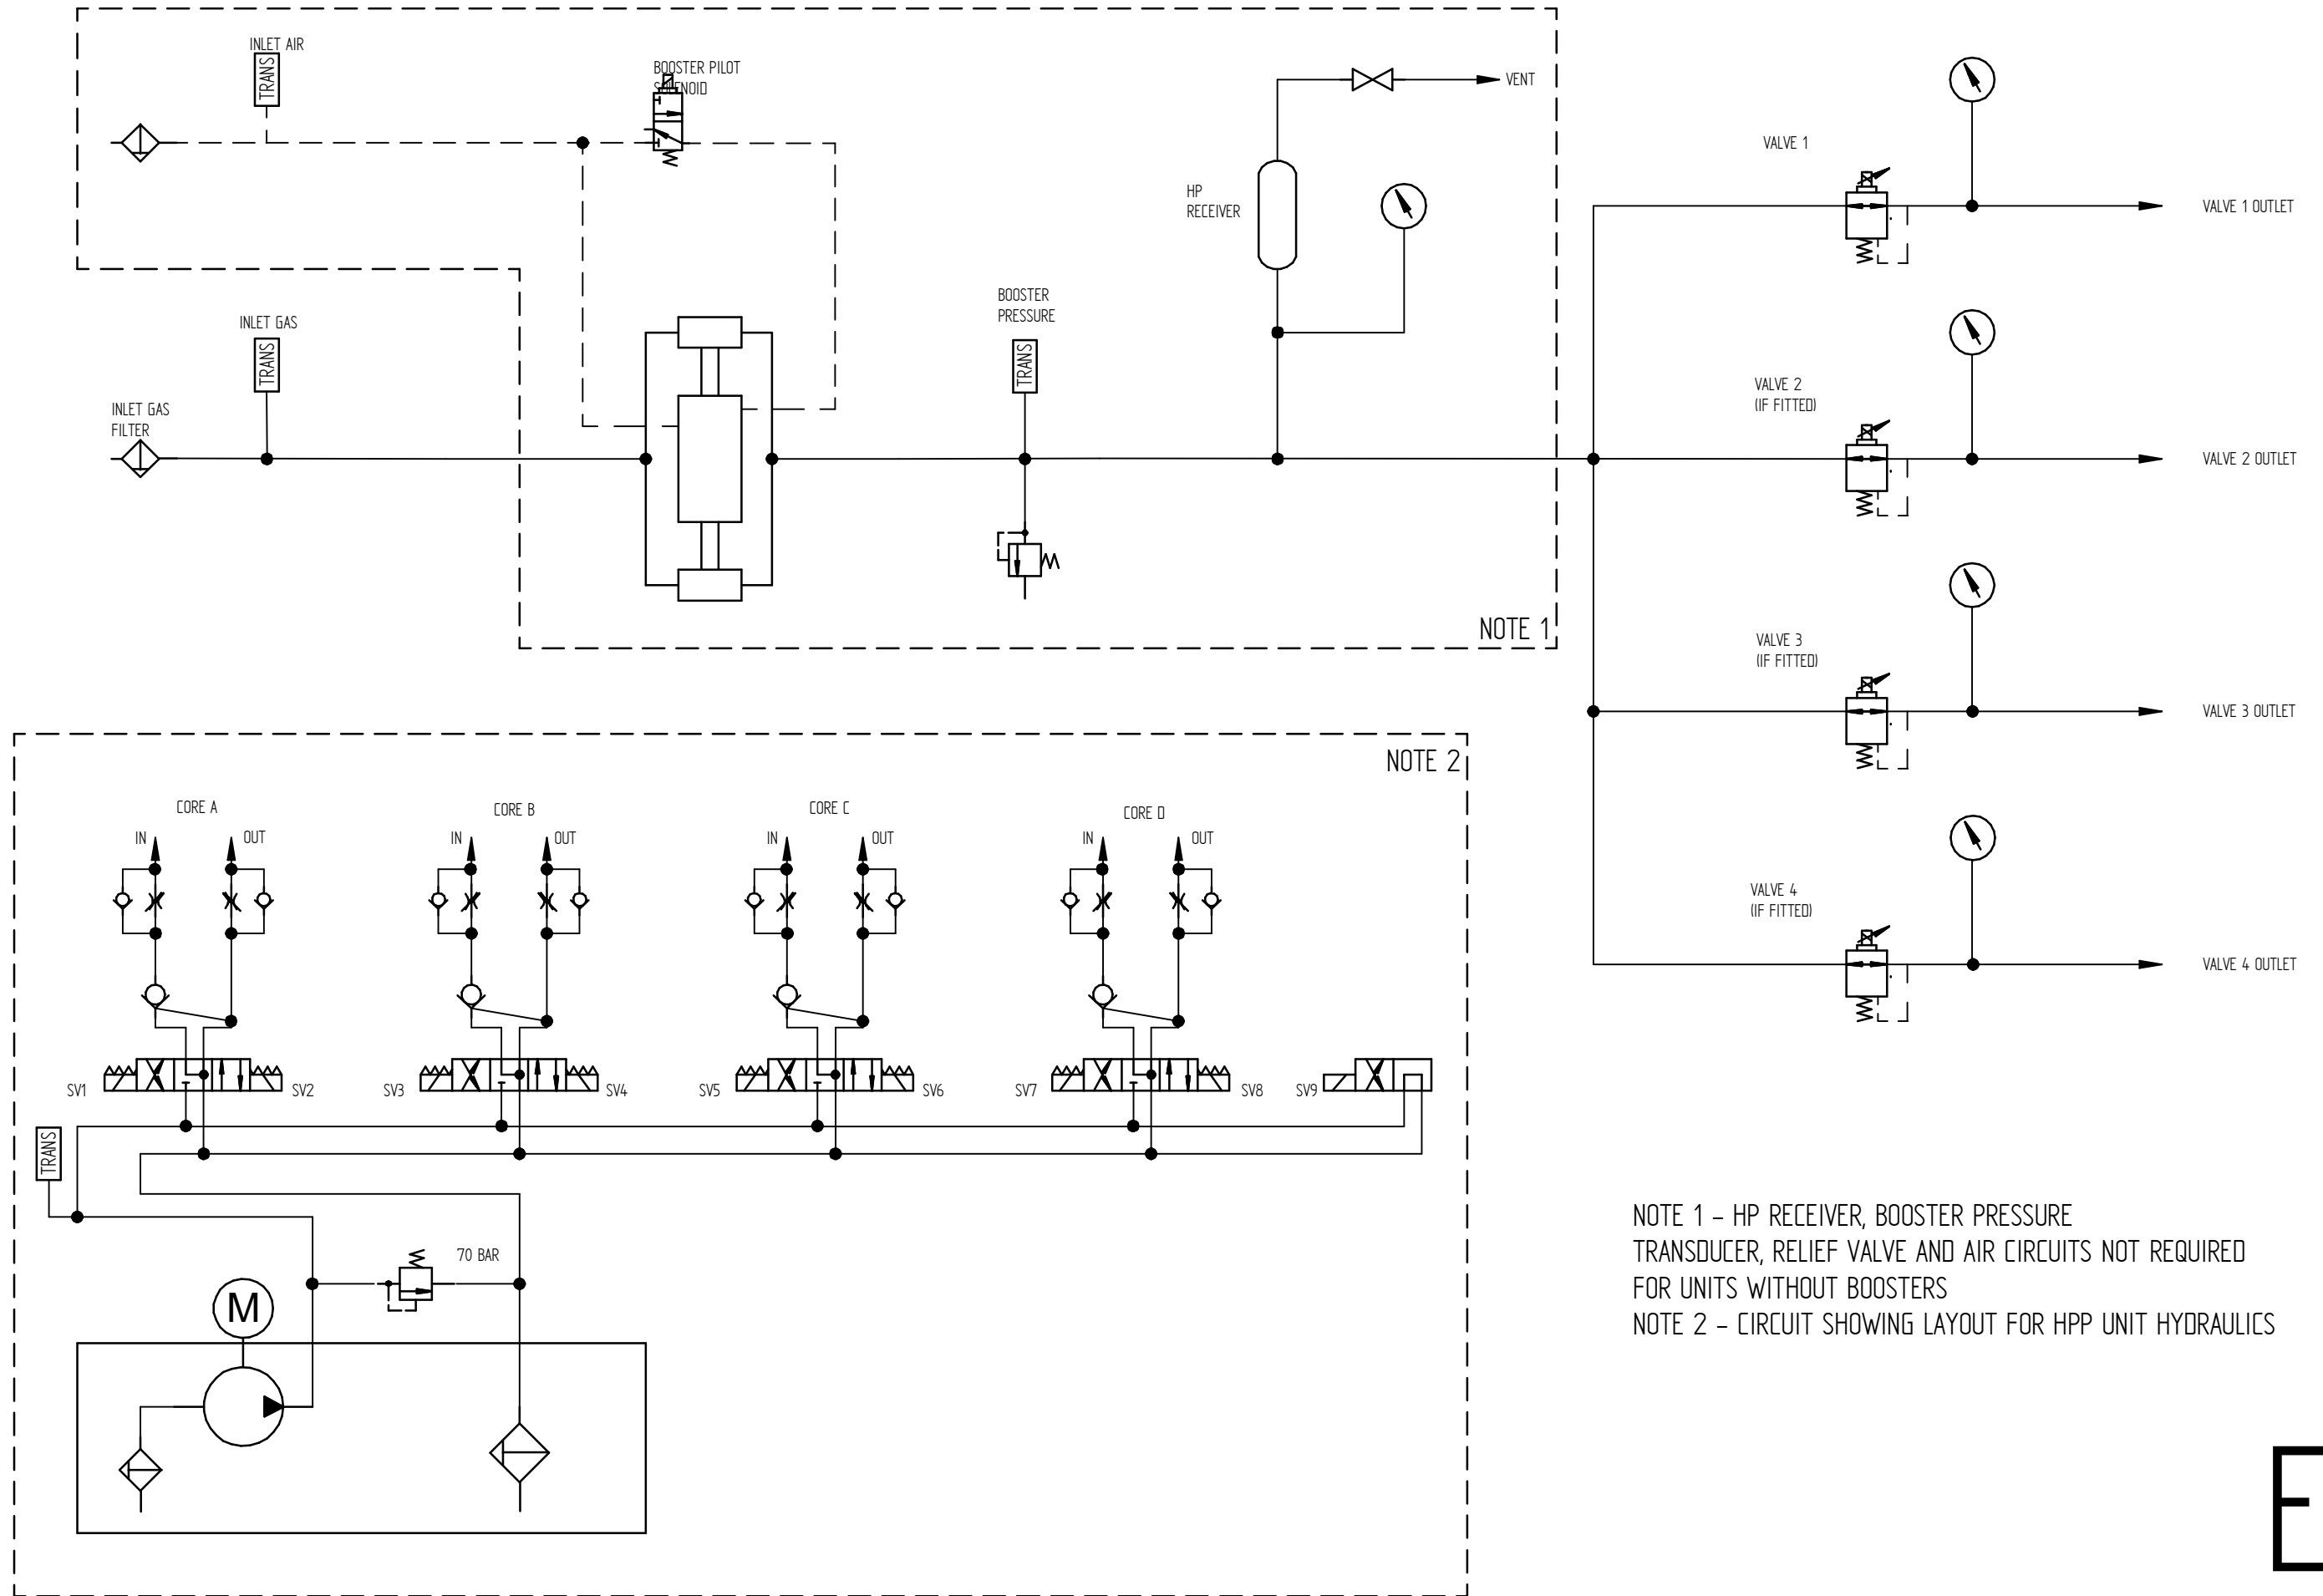 INLET AIR
TRANS
BOOSTER PILOT
SOLENOID
VENT
VALVE 1
HP
RECEIVER
VALVE 1 OUTLET
INLET GAS
TRANS
BOOSTER
PRESSURE
TRANS
INLET GAS
FILTER
VALVE 2
(IF FITTED)
VALVE 2 OUTLET
NOTE 1
VALVE 3
(IF FITTED)
VALVE 3 OUTLET
NOTE 2
CORE A
CORE B
CORE C
CORE D
IN
OUT
IN
OUT
IN
OUT
IN
OUT
VALVE 4
(IF FITTED)
VALVE 4 OUTLET
SV1
SV2
SV3
SV4
SV5
SV6
SV7
SV8
SV9
TRANS
70 BAR
M
NOTE 1 - HP RECEIVER, BOOSTER PRESSURE
TRANSDUCER, RELIEF VALVE AND AIR CIRCUITS NOT REQUIRED
FOR UNITS WITHOUT BOOSTERS
NOTE 2 - CIRCUIT SHOWING LAYOUT FOR HPP UNIT HYDRAULICS
E